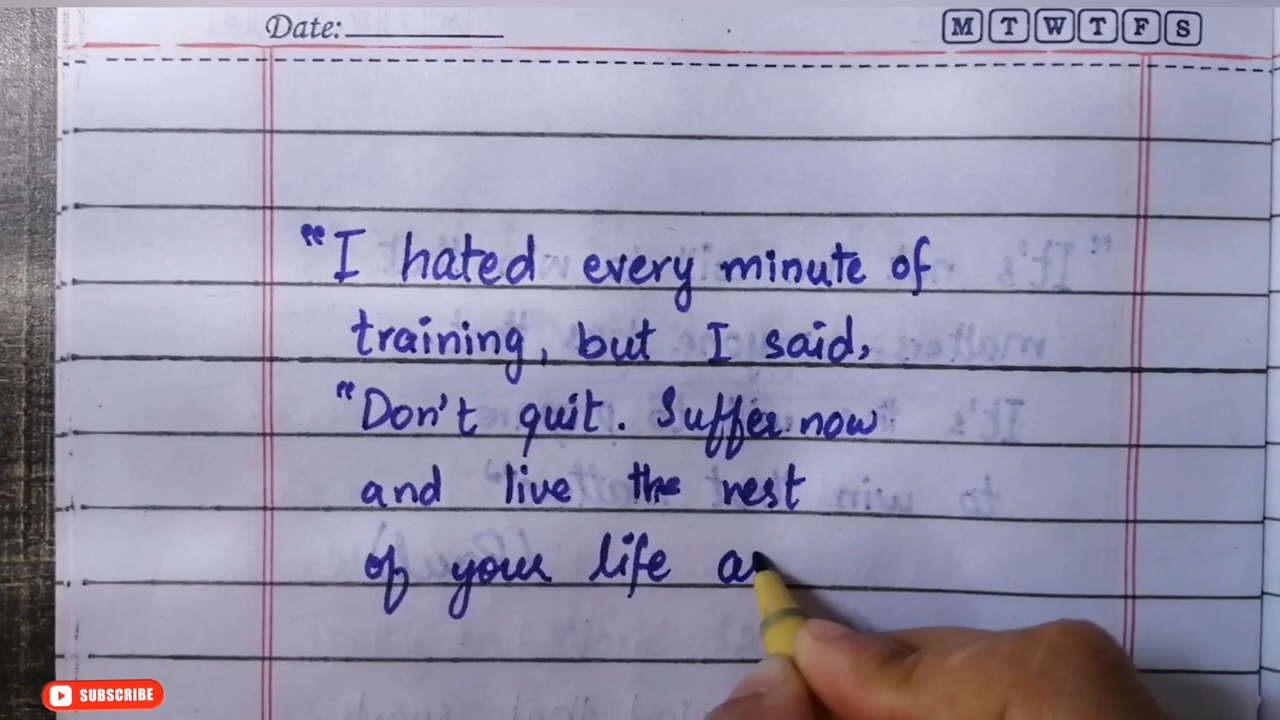 Date:
M T W T F S
"I hated every minute of
training, but I said,
"Don't quit. Suffer now
and live the rest
of your life as
SUBSCRIBE